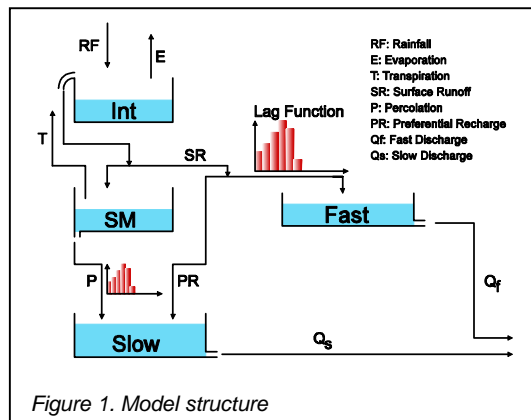 RF
E
RF: Rainfall
E: Evaporation
T: Transpiration
SR: Surface Runoff
P: Percolation
PR: Preferential Recharge
Qf: Fast Discharge
Qs: Slow Discharge
Int
Lag Function
T
SR
SM
Fast
P
PR
Qf
Slow
Qs
Figure 1. Model structure